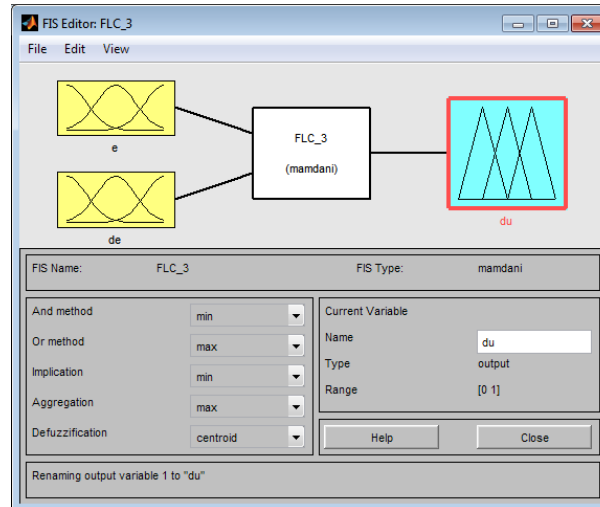 FIS Editor: FLC_3
File Edit View
e
de
FLC_3
(mamdani)
du
FIS Name: FLC_3 FIS Type: mamdani
And method min
Or method max
Implication min
Aggregation max
Defuzzification centroid
Current Variable
Name du
Type output
Range [0 1]
Help Close
Renaming output variable 1 to "du"